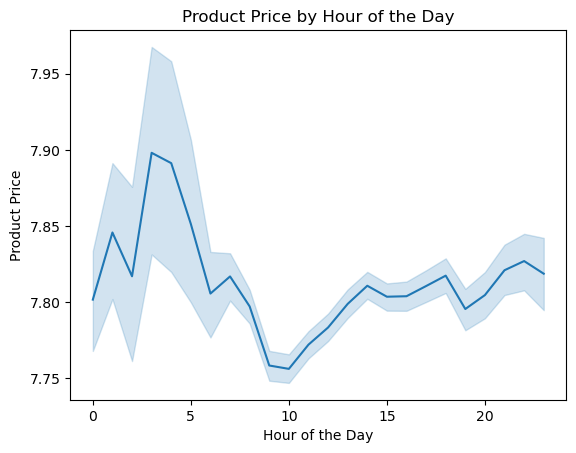 Product Price by Hour of the Day
7.95
7.90
7.85
7.80
7.75
Product Price
0 5 10 15 20
Hour of the Day